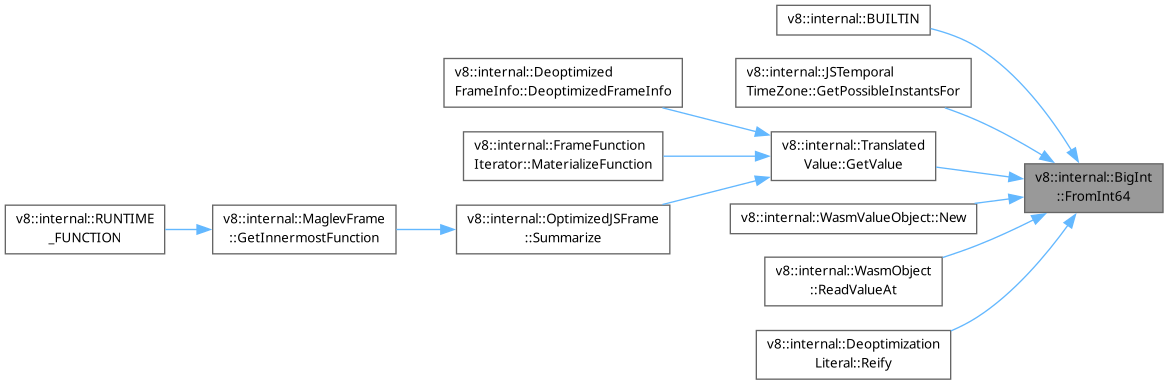 v8::internal::BUILTIN
v8::internal::JSTemporal
TimeZone::GetPossibleInstantsFor
v8::internal::Deoptimized
FrameInfo::DeoptimizedFrameInfo
v8::internal::FrameFunction
Iterator::MaterializeFunction
v8::internal::Translated
Value::GetValue
v8::internal::BigInt
::FromInt64
v8::internal::RUNTIME
_FUNCTION
v8::internal::MaglevFrame
::GetInnermostFunction
v8::internal::OptimizedJSFrame
::Summarize
v8::internal::WasmValueObject::New
v8::internal::WasmObject
::ReadValueAt
v8::internal::Deoptimization
Literal::Reify